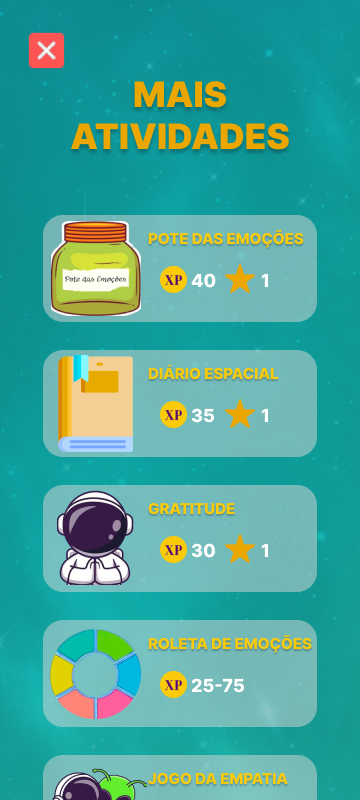 MAIS
ATIVIDADES
POTE DAS EMOÇÕES
Pote das Emoções
XP 40 1
DIÁRIO ESPACIAL
XP 35 1
GRATITUDE
XP 30 1
ROLETA DE EMOÇÕES
XP 25-75
JOGO DA EMPATIA